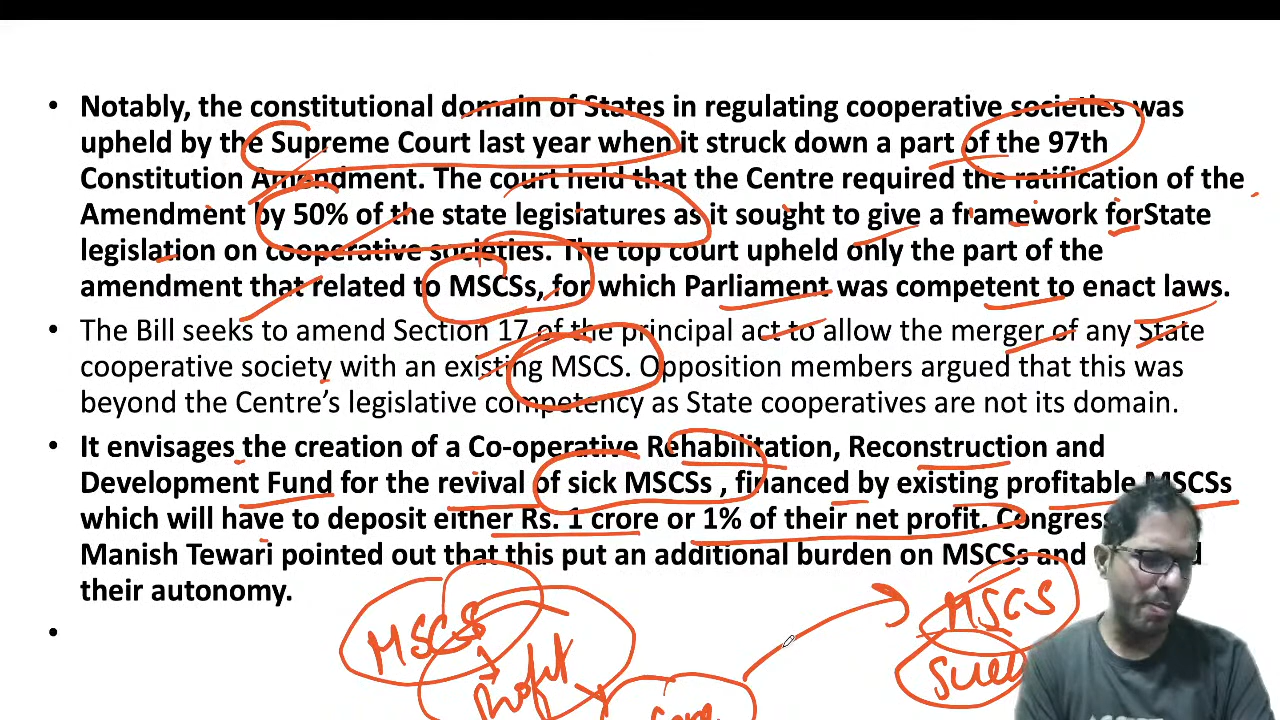 • Notably, the constitutional domain of States in regulating cooperative societies was
upheld by the Supreme Court last year when it struck down a part of the 97th
Constitution Amendment. The court held that the Centre required the ratification of the
Amendment by 50% of the state legislatures as it sought to give a framework forState
legislation on cooperative societies. The top court upheld only the part of the
amendment that related to MSCSs, for which Parliament was competent to enact laws.
• The Bill seeks to amend Section 17 of the principal act to allow the merger of any State
cooperative society with an existing MSCS. Opposition members argued that this was
beyond the Centre’s legislative competency as State cooperatives are not its domain.
• It envisages the creation of a Co-operative Rehabilitation, Reconstruction and
Development Fund for the revival of sick MSCSs , financed by existing profitable MSCSs
which will have to deposit either Rs. 1 crore or 1% of their net profit. Congress
Manish Tewari pointed out that this put an additional burden on MSCSs and
their autonomy.
•
MSCS
Profit
MSCS